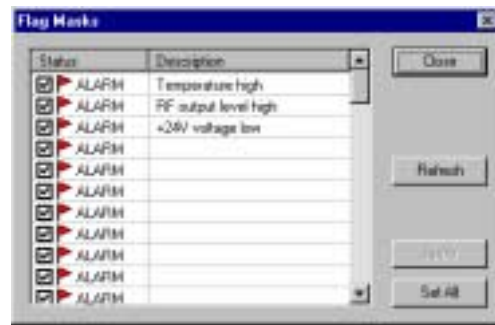 Flag Masks
Status Description
Close
ALARM Temperature high
ALARM RF output level high
ALARM +24V voltage low
ALARM
ALARM
Refresh
ALARM
ALARM
ALARM
ALARM
Apply
ALARM
ALARM
Set All